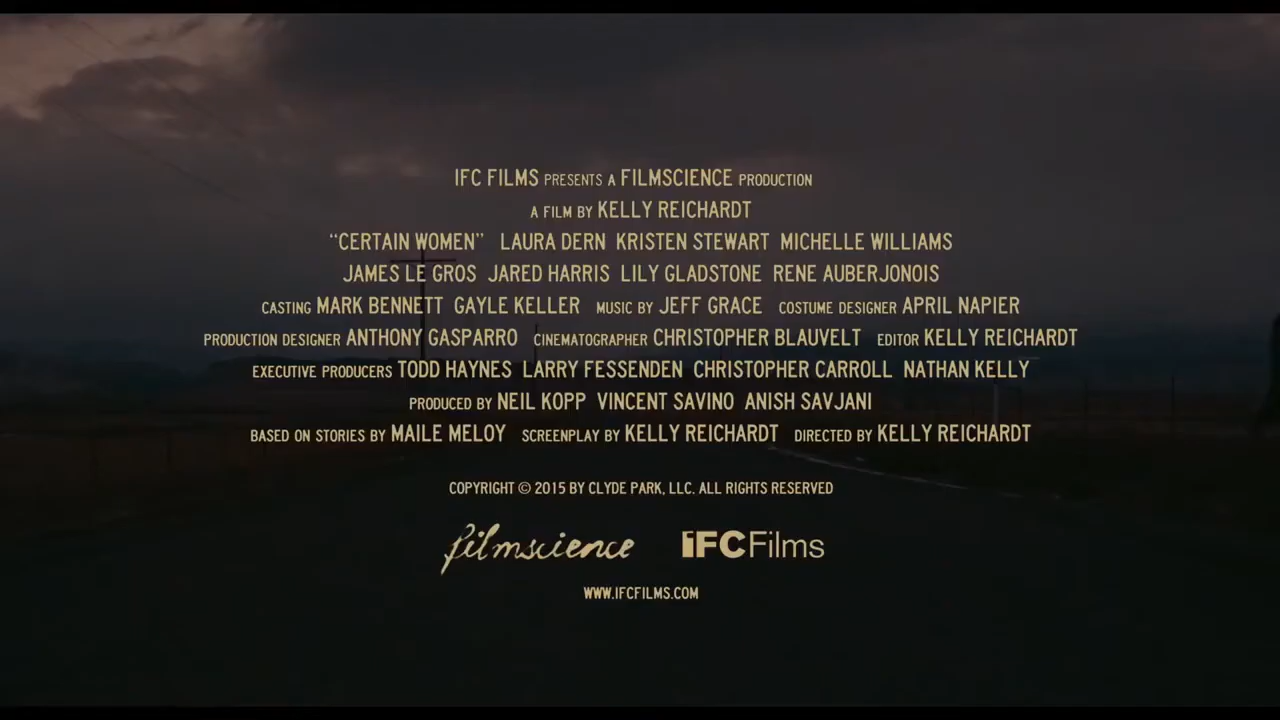 IFC FILMS PRESENTS A FILMSCIENCE PRODUCTION
A FILM BY KELLY REICHARDT
“CERTAIN WOMEN” LAURA DERN KRISTEN STEWART MICHELLE WILLIAMS
JAMES LE GROS JARED HARRIS LILY GLADSTONE RENE AUBERJONOIS
CASTING MARK BENNETT GAYLE KELLER MUSIC BY JEFF GRACE COSTUME DESIGNER APRIL NAPIER
PRODUCTION DESIGNER ANTHONY GASPARRO CINEMATOGRAPHER CHRISTOPHER BLAUVELT EDITOR KELLY REICHARDT
EXECUTIVE PRODUCERS TODD HAYNES LARRY FESSENDEN CHRISTOPHER CARROLL NATHAN KELLY
PRODUCED BY NEIL KOPP VINCENT SAVINO ANISH SAVJANI
BASED ON STORIES BY MAILE MELOY SCREENPLAY BY KELLY REICHARDT DIRECTED BY KELLY REICHARDT
COPYRIGHT © 2015 BY CLYDE PARK, LLC. ALL RIGHTS RESERVED
filmscience IFC Films
WWW.IFCFILMS.COM